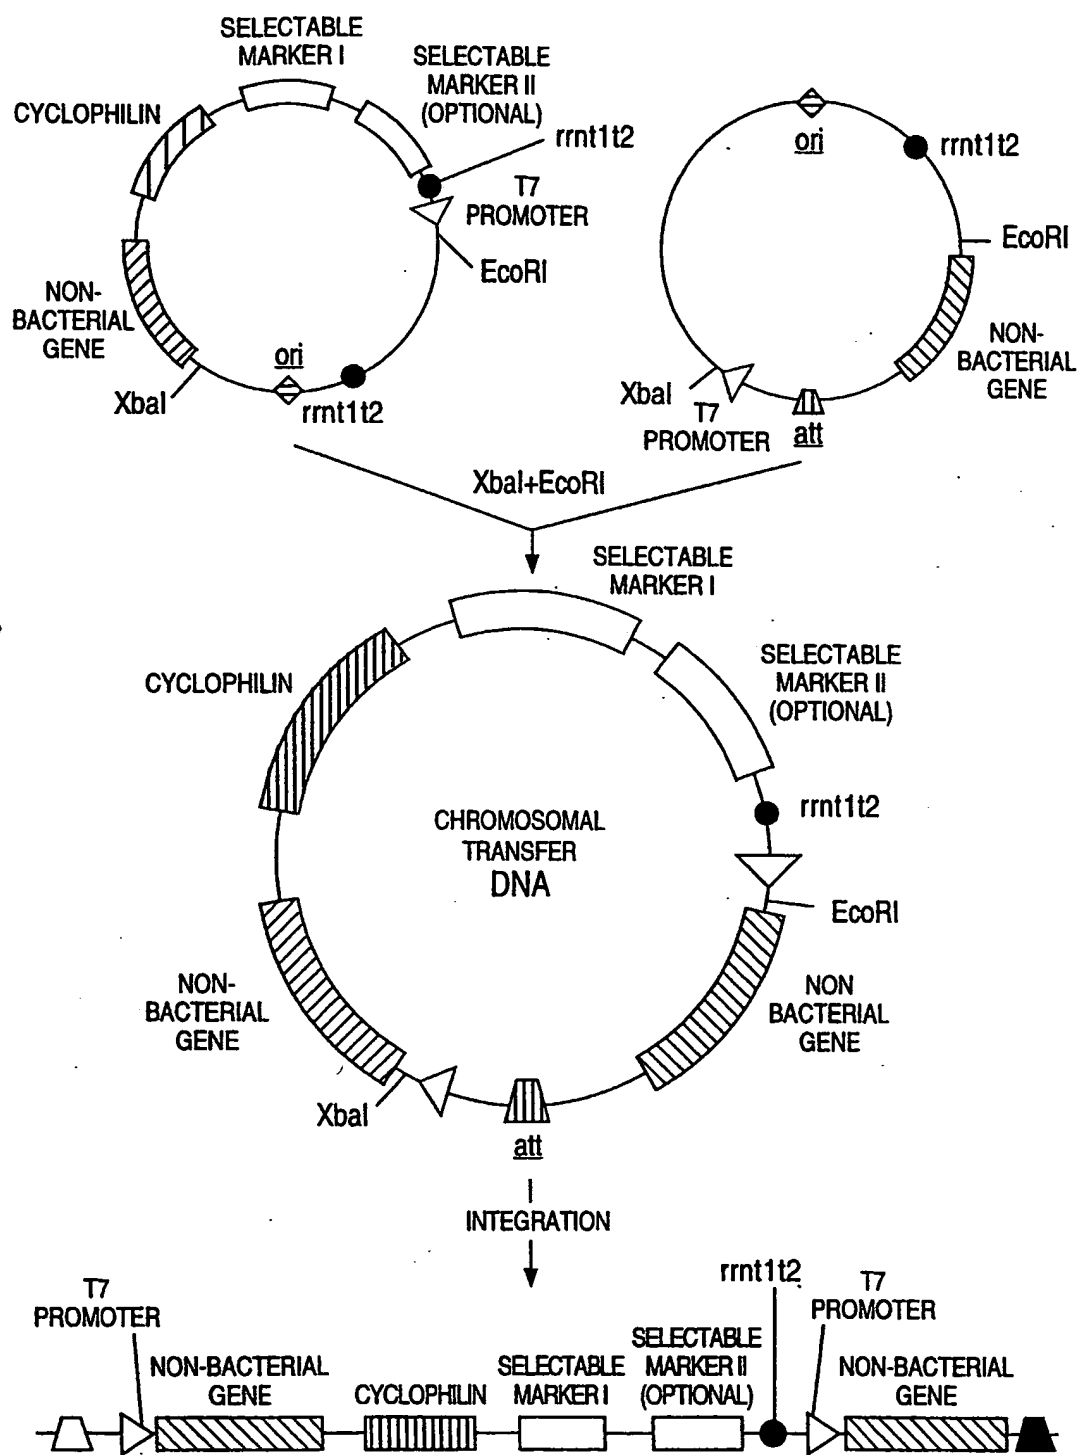 SELECTABLE
MARKER I
SELECTABLE
MARKER II
(OPTIONAL)
CYCLOPHILIN
rrnt1t2
T7
PROMOTER
EcoRI
NON-
BACTERIAL
GENE
XbaI
ori
rrnt1t2
ori
rrnt1t2
EcoRI
NON-
BACTERIAL
GENE
XbaI
T7
PROMOTER
att
XbaI+EcoRI
SELECTABLE
MARKER I
SELECTABLE
MARKER II
(OPTIONAL)
CYCLOPHILIN
rrnt1t2
CHROMOSOMAL
TRANSFER
DNA
EcoRI
NON-
BACTERIAL
GENE
NON
BACTERIAL
GENE
XbaI
att
INTEGRATION
T7
PROMOTER
NON-BACTERIAL
GENE
CYCLOPHILIN
SELECTABLE
MARKER I
SELECTABLE
MARKER II
(OPTIONAL)
rrnt1t2
T7
PROMOTER
NON-BACTERIAL
GENE